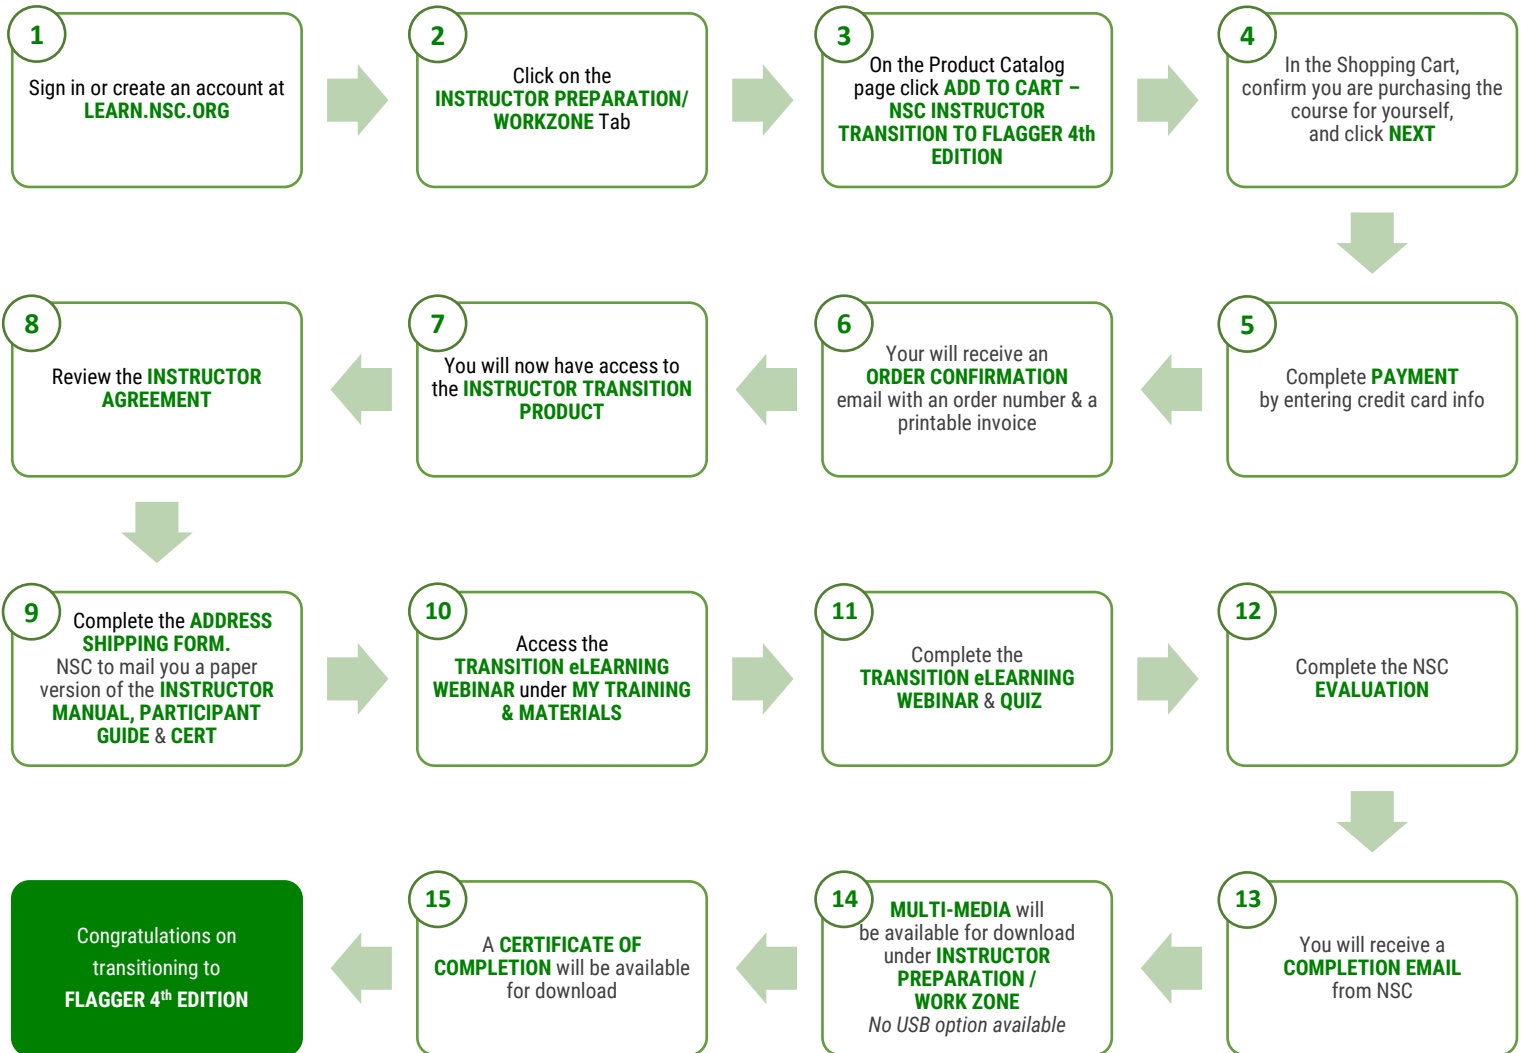 1
Sign in or create an account at
LEARN.NSC.ORG
2
Click on the
INSTRUCTOR PREPARATION/
WORKZONE Tab
3
On the Product Catalog
page click ADD TO CART –
NSC INSTRUCTOR
TRANSITION TO FLAGGER 4th
EDITION
4
In the Shopping Cart,
confirm you are purchasing the
course for yourself,
and click NEXT
5
Complete PAYMENT
by entering credit card info
6
Your will receive an
ORDER CONFIRMATION
email with an order number & a
printable invoice
7
You will now have access to
the INSTRUCTOR TRANSITION
PRODUCT
8
Review the INSTRUCTOR
AGREEMENT
9
Complete the ADDRESS
SHIPPING FORM.
NSC to mail you a paper
version of the INSTRUCTOR
MANUAL, PARTICIPANT
GUIDE & CERT
10
Access the
TRANSITION eLEARNING
WEBINAR under MY TRAINING
& MATERIALS
11
Complete the
TRANSITION eLEARNING
WEBINAR & QUIZ
12
Complete the NSC
EVALUATION
13
You will receive a
COMPLETION EMAIL
from NSC
14
MULTI-MEDIA will
be available for download
under INSTRUCTOR
PREPARATION /
WORK ZONE
No USB option available
15
A CERTIFICATE OF
COMPLETION will be available
for download
Congratulations on
transitioning to
FLAGGER 4th EDITION